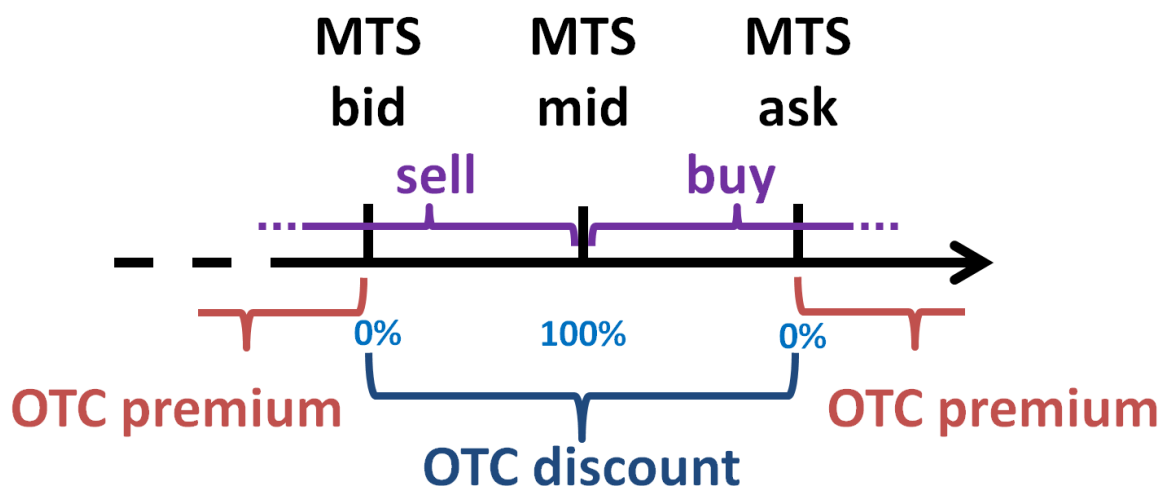 MTS MTS MTS
bid mid ask
sell buy
... ...
0% 100% 0%
OTC premium OTC premium
OTC discount